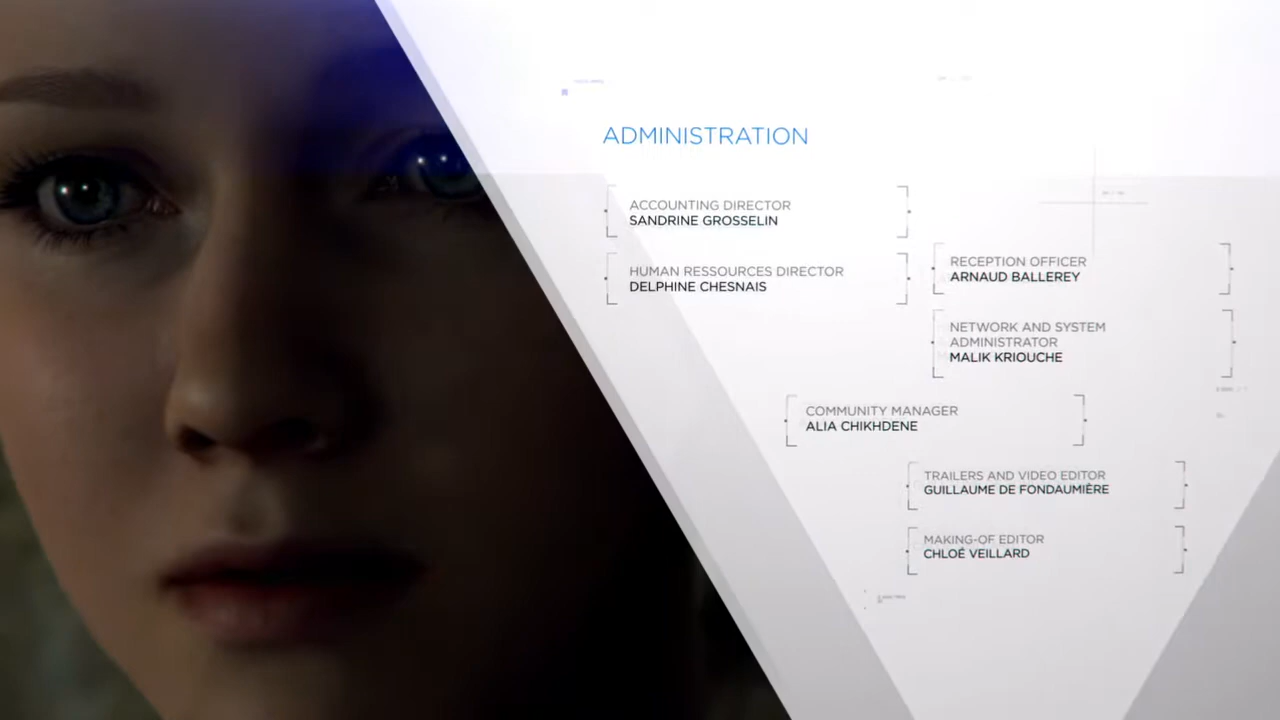 ADMINISTRATION
ACCOUNTING DIRECTOR
SANDRINE GROSSELIN
HUMAN RESSOURCES DIRECTOR
DELPHINE CHESNAIS
RECEPTION OFFICER
ARNAUD BALLEREY
NETWORK AND SYSTEM
ADMINISTRATOR
MALIK KRIOUCHE
COMMUNITY MANAGER
ALIA CHIKHDENE
TRAILERS AND VIDEO EDITOR
GUILLAUME DE FONDAUMIÈRE
MAKING-OF EDITOR
CHLOÉ VEILLARD